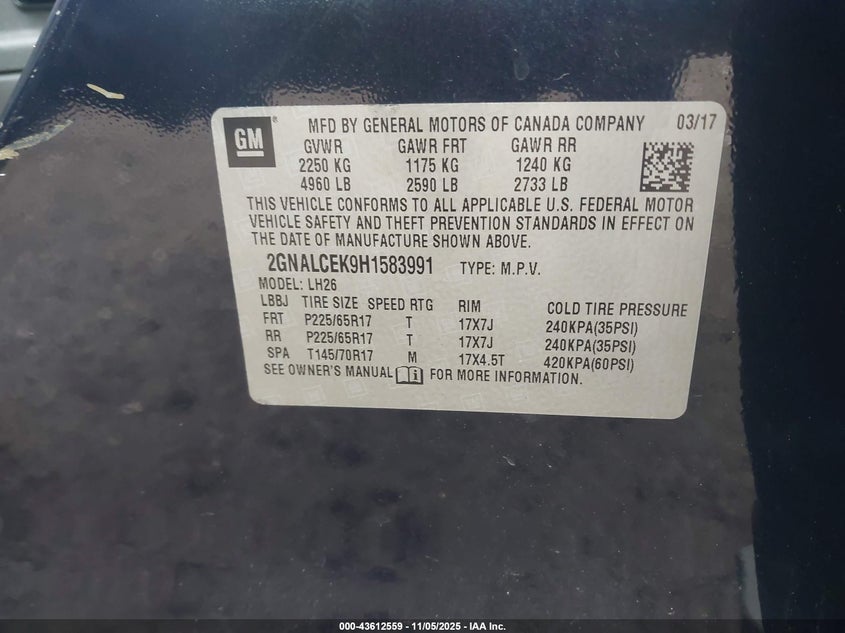 GM ® MFD BY GENERAL MOTORS OF CANADA COMPANY 03/17
GVWR GAWR FRT GAWR RR
2250 KG 1175 KG 1240 KG
4960 LB 2590 LB 2733 LB
THIS VEHICLE CONFORMS TO ALL APPLICABLE U.S. FEDERAL MOTOR
VEHICLE SAFETY AND THEFT PREVENTION STANDARDS IN EFFECT ON
THE DATE OF MANUFACTURE SHOWN ABOVE.
2GNALCEK9H1583991 TYPE: M.P.V.
MODEL: LH26
LBBJ TIRE SIZE SPEED RTG RIM COLD TIRE PRESSURE
FRT P225/65R17 T 17X7J 240KPA(35PSI)
RR P225/65R17 T 17X7J 240KPA(35PSI)
SPA T145/70R17 M 17X4.5T 420KPA(60PSI)
SEE OWNER'S MANUAL FOR MORE INFORMATION.
000-43612559 - 11/05/2025 - IAA Inc.